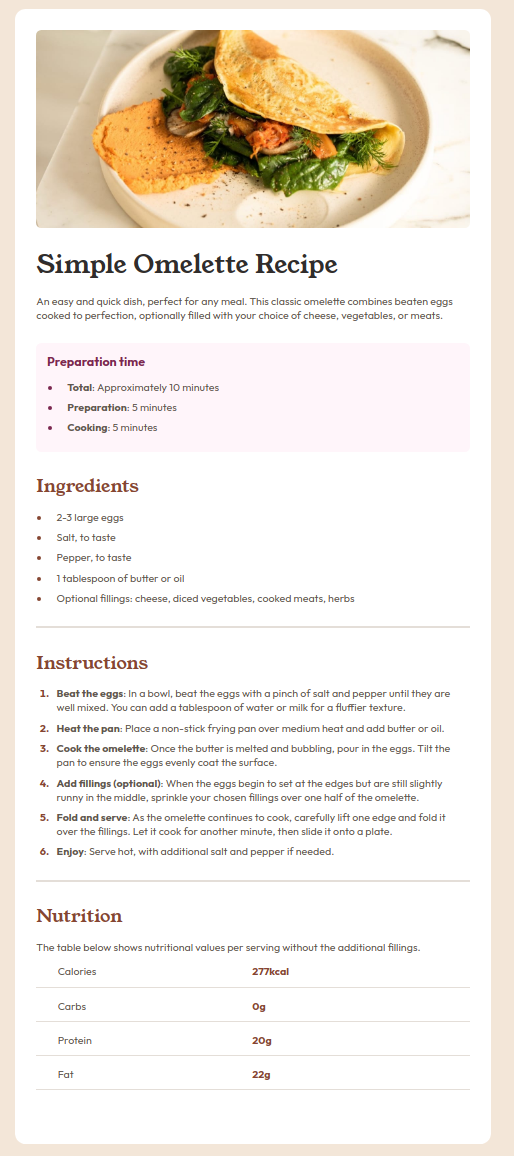 Simple Omelette Recipe
An easy and quick dish, perfect for any meal. This classic omelette combines beaten eggs
cooked to perfection, optionally filled with your choice of cheese, vegetables, or meats.
Preparation time
• Total: Approximately 10 minutes
• Preparation: 5 minutes
• Cooking: 5 minutes
Ingredients
• 2-3 large eggs
• Salt, to taste
• Pepper, to taste
• 1 tablespoon of butter or oil
• Optional fillings: cheese, diced vegetables, cooked meats, herbs
Instructions
1. Beat the eggs: In a bowl, beat the eggs with a pinch of salt and pepper until they are
well mixed. You can add a tablespoon of water or milk for a fluffier texture.
2. Heat the pan: Place a non-stick frying pan over medium heat and add butter or oil.
3. Cook the omelette: Once the butter is melted and bubbling, pour in the eggs. Tilt the
pan to ensure the eggs evenly coat the surface.
4. Add fillings (optional): When the eggs begin to set at the edges but are still slightly
runny in the middle, sprinkle your chosen fillings over one half of the omelette.
5. Fold and serve: As the omelette continues to cook, carefully lift one edge and fold it
over the fillings. Let it cook for another minute, then slide it onto a plate.
6. Enjoy: Serve hot, with additional salt and pepper if needed.
Nutrition
The table below shows nutritional values per serving without the additional fillings.
Calories 277kcal
Carbs 0g
Protein 20g
Fat 22g